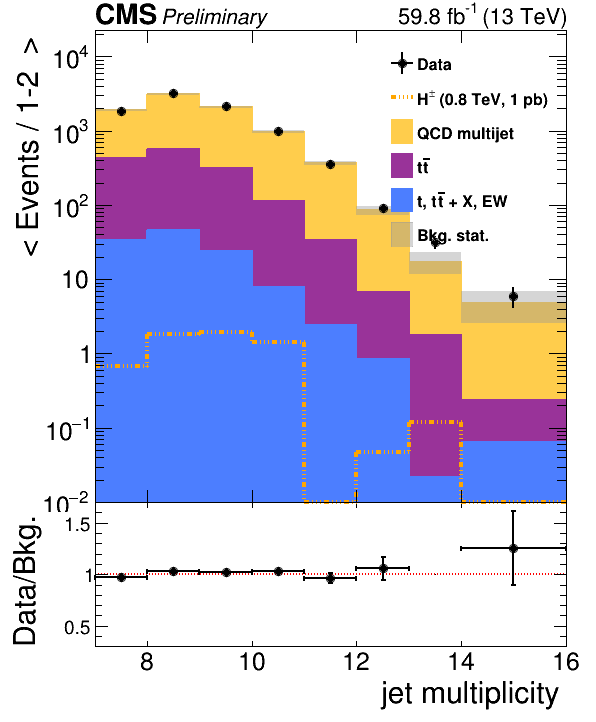 CMS Preliminary 59.8 fb⁻¹ (13 TeV)
< Events / 1-2 >
10⁴
10³
10²
10
1
10⁻¹
10⁻²
Data
H± (0.8 TeV, 1 pb)
QCD multijet
tt̄
t, tt̄ + X, EW
Bkg. stat.
Data/Bkg.
1.5
1
0.5
8 10 12 14 16
jet multiplicity